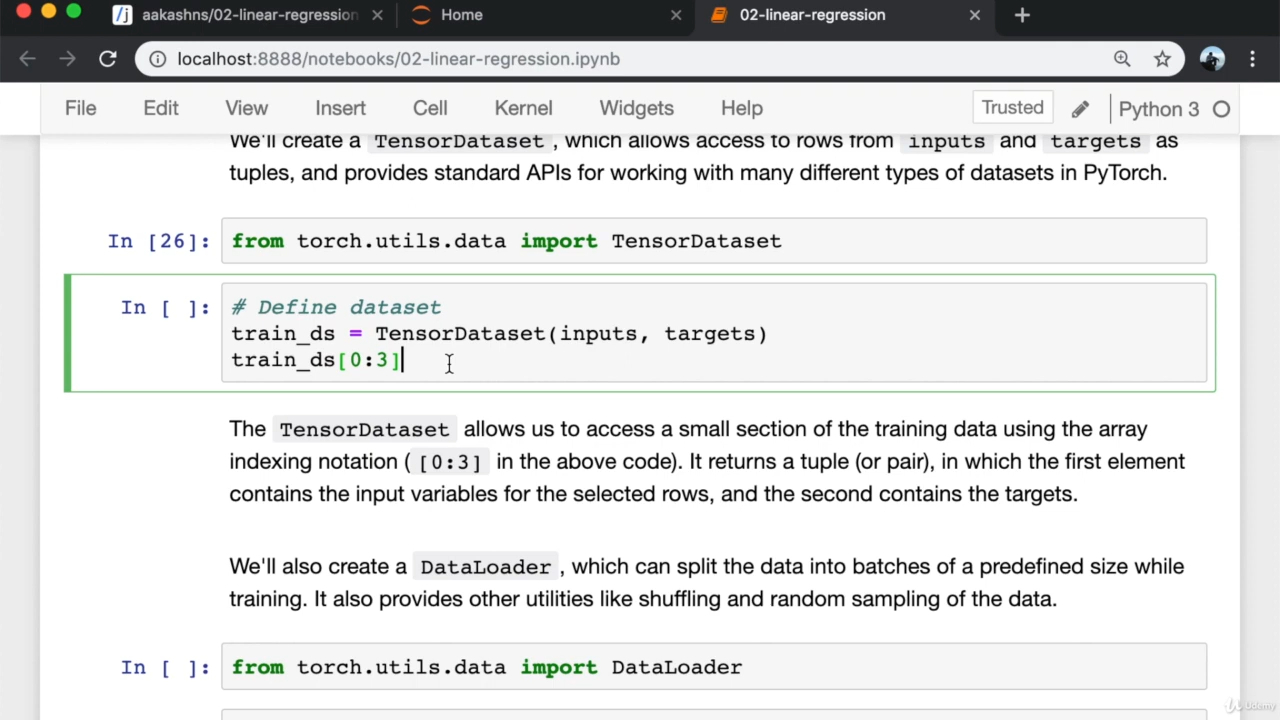 aakashns/02-linear-regression
Home
02-linear-regression
localhost:8888/notebooks/02-linear-regression.ipynb
File Edit View Insert Cell Kernel Widgets Help Trusted Python 3
We'll create a TensorDataset , which allows access to rows from inputs and targets as
tuples, and provides standard APIs for working with many different types of datasets in PyTorch.
In [26]: from torch.utils.data import TensorDataset
In [ ]: # Define dataset
train_ds = TensorDataset(inputs, targets)
train_ds[0:3]
The TensorDataset allows us to access a small section of the training data using the array
indexing notation ( [0:3] in the above code). It returns a tuple (or pair), in which the first element
contains the input variables for the selected rows, and the second contains the targets.
We'll also create a DataLoader , which can split the data into batches of a predefined size while
training. It also provides other utilities like shuffling and random sampling of the data.
In [ ]: from torch.utils.data import DataLoader
Udemy